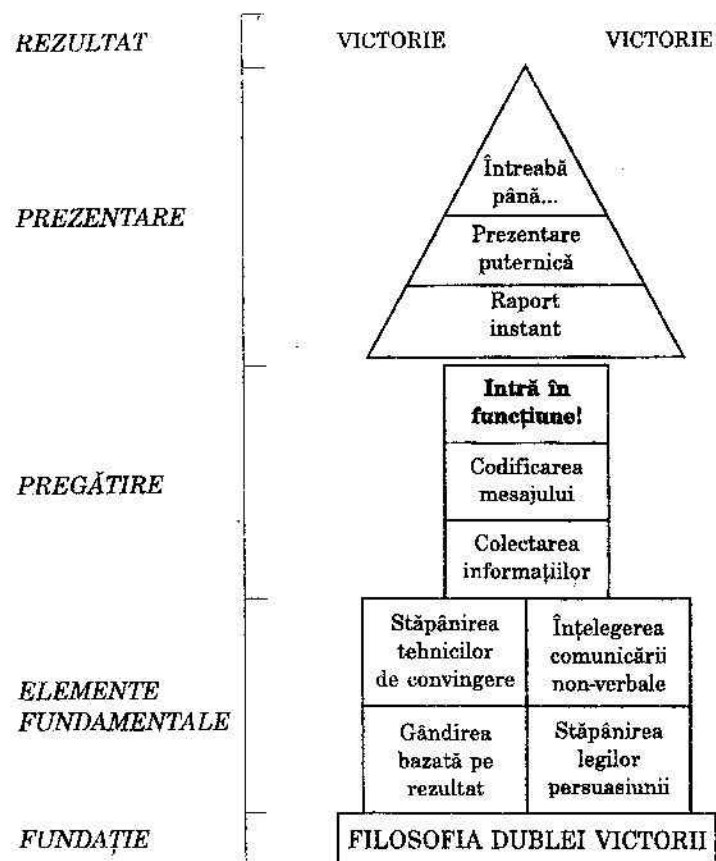 REZULTAT
VICTORIE
VICTORIE
PREZENTARE
Întreabă
până...
Prezentare
puternică
Raport
instant
PREGĂTIRE
Intră în
funcțiune!
Codificarea
mesajului
Colectarea
informațiilor
ELEMENTE
FUNDAMENTALE
Stăpânirea
tehnicilor
de convingere
Înțelegerea
comunicării
non-verbale
Gândirea
bazată pe
rezultat
Stăpânirea
legilor
persuasiunii
FUNDAȚIE
FILOSOFIA DUBLEI VICTORII